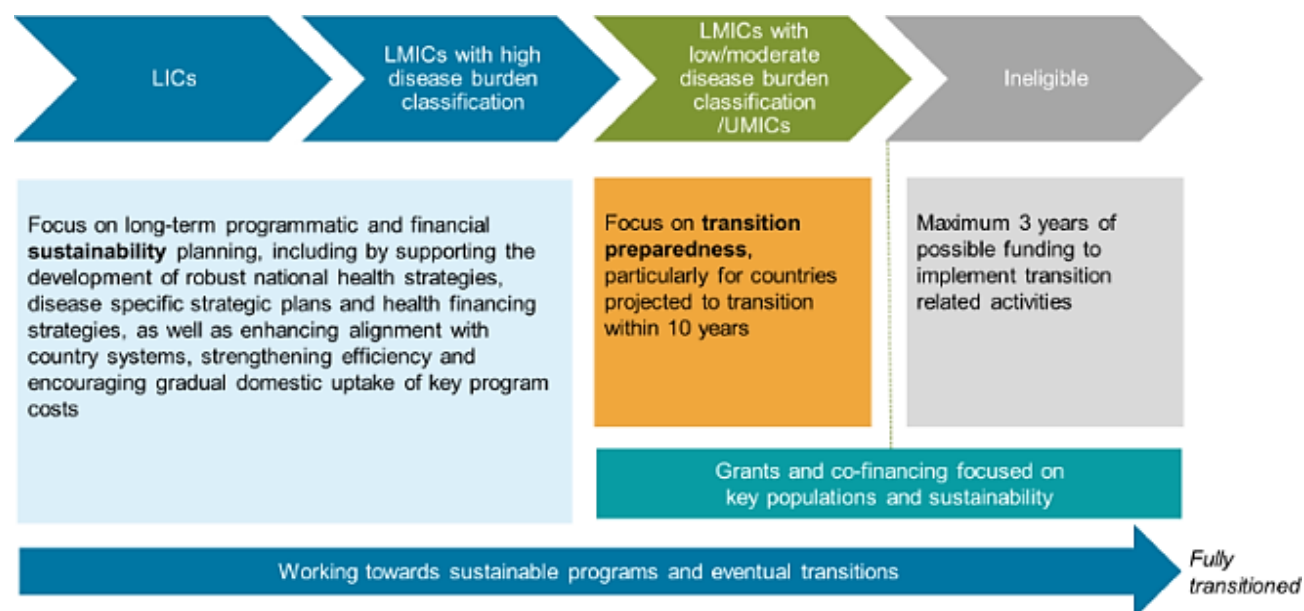 LICs
LMICs with high
disease burden
classification
LMICs with
low/moderate
disease burden
classification
/UMICs
Ineligible
Focus on long-term programmatic and financial
sustainability planning, including by supporting the
development of robust national health strategies,
disease specific strategic plans and health financing
strategies, as well as enhancing alignment with
country systems, strengthening efficiency and
encouraging gradual domestic uptake of key program
costs
Focus on transition
preparedness,
particularly for countries
projected to transition
within 10 years
Maximum 3 years of
possible funding to
implement transition
related activities
Grants and co-financing focused on
key populations and sustainability
Working towards sustainable programs and eventual transitions
Fully
transitioned